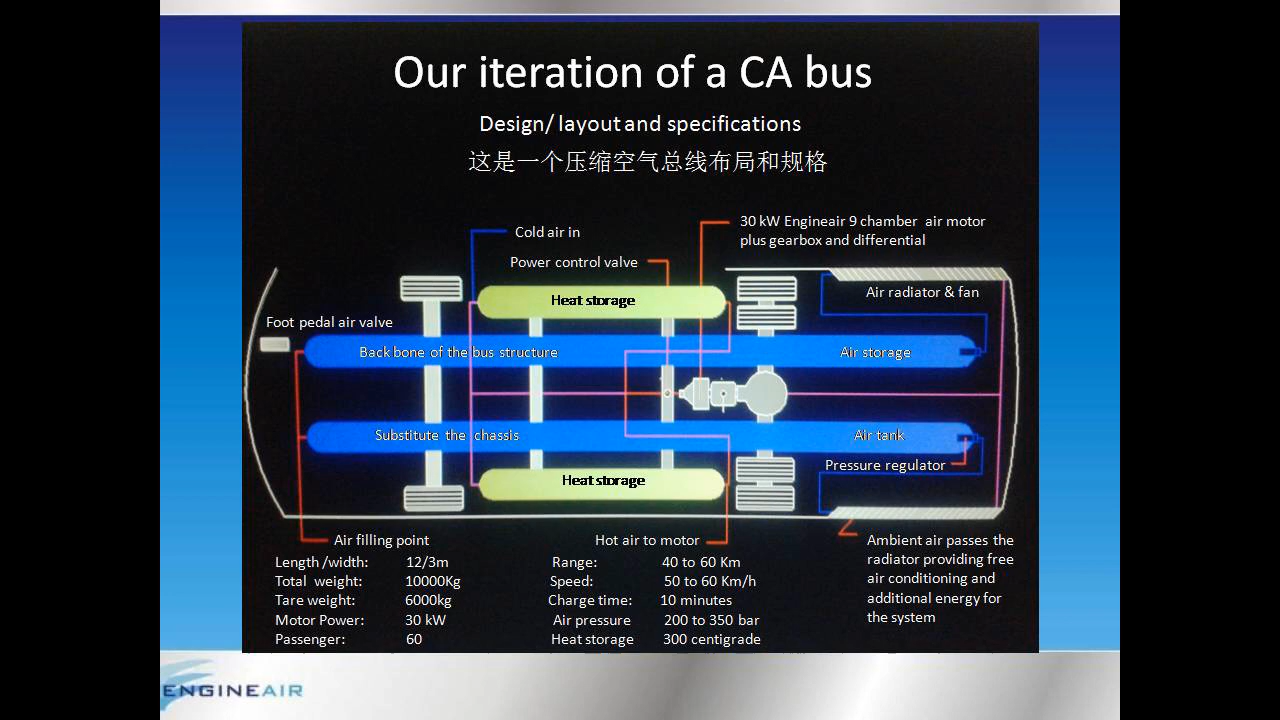 Our iteration of a CA bus
Design/ layout and specifications
这是一个压缩空气总线布局和规格
30 kW Engineair 9 chamber air motor
plus gearbox and differential
Cold air in
Power control valve
Heat storage
Air radiator & fan
Foot pedal air valve
Back bone of the bus structure
Air storage
Substitute the chassis
Air tank
Pressure regulator
Heat storage
Air filling point
Hot air to motor
Ambient air passes the
radiator providing free
air conditioning and
additional energy for
the system
Length /width: 12/3m
Total weight: 10000Kg
Tare weight: 6000kg
Motor Power: 30 kW
Passenger: 60
Range: 40 to 60 Km
Speed: 50 to 60 Km/h
Charge time: 10 minutes
Air pressure 200 to 350 bar
Heat storage 300 centigrade
ENGINEAIR